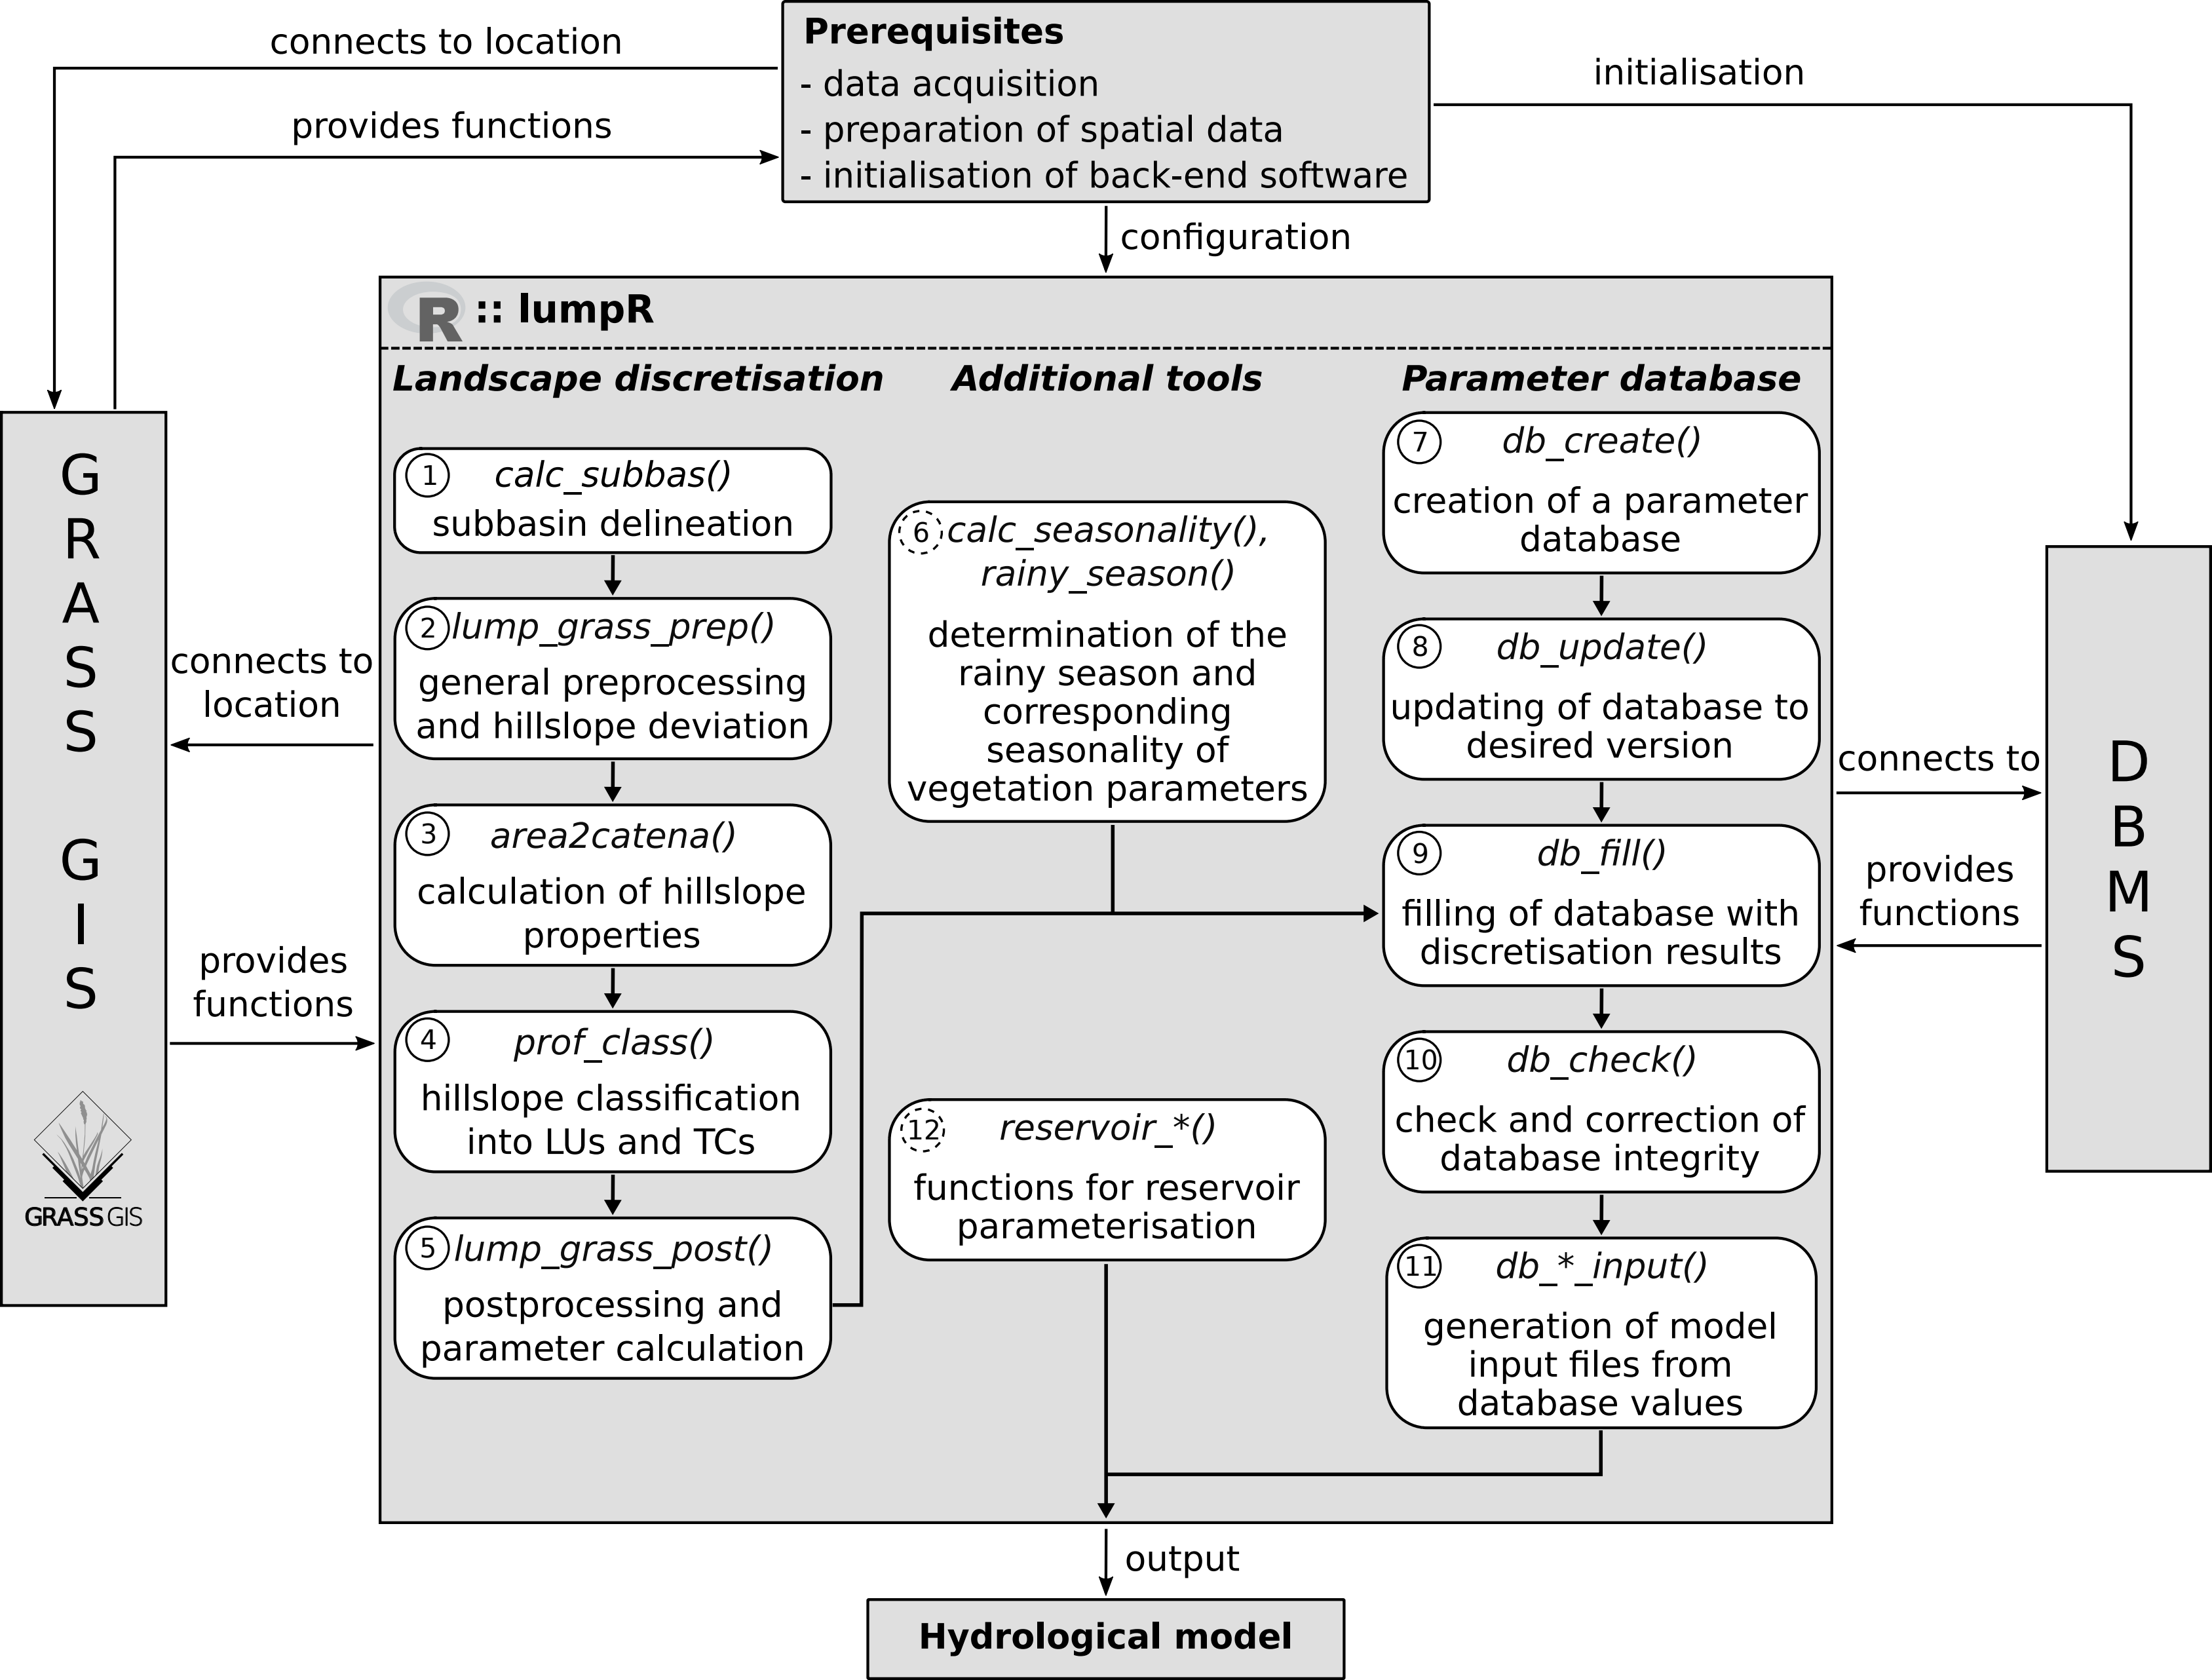 Prerequisites
- data acquisition
- preparation of spatial data
- initialisation of back-end software
connects to location
provides functions
initialisation
configuration
R :: lumpR
Landscape discretisation
Additional tools
Parameter database
1 calc_subbas()
subbasin delineation
2 lump_grass_prep()
general preprocessing
and hillslope deviation
3 area2catena()
calculation of hillslope
properties
4 prof_class()
hillslope classification
into LUs and TCs
5 lump_grass_post()
postprocessing and
parameter calculation
6 calc_seasonality(),
rainy_season()
determination of the
rainy season and
corresponding
seasonality of
vegetation parameters
12 reservoir_*()
functions for reservoir
parameterisation
7 db_create()
creation of a parameter
database
8 db_update()
updating of database to
desired version
9 db_fill()
filling of database with
discretisation results
10 db_check()
check and correction of
database integrity
11 db_*_input()
generation of model
input files from
database values
GRASS GIS
GRASS GIS
connects to
location
provides
functions
connects to
provides
functions
DBMS
output
Hydrological model